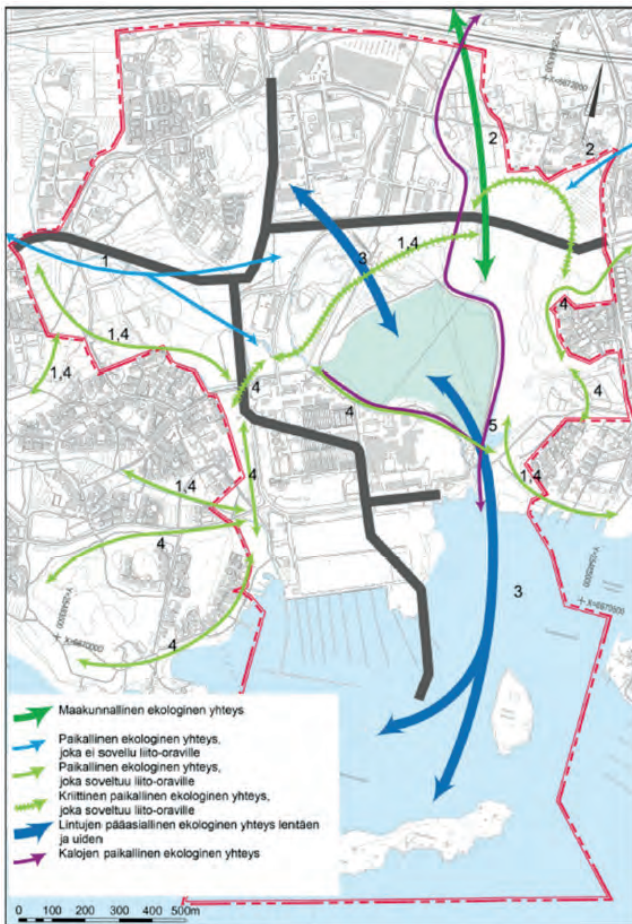 2
2
1
3
1,4
4
1,4
1,4
4
4
4
5
1,4
1,4
4
4
3
4
X=6670500
Maakunnallinen ekologinen yhteys
Paikallinen ekologinen yhteys,
joka ei sovellu liito-oraville
Paikallinen ekologinen yhteys,
joka soveltuu liito-oraville
Kriittinen paikallinen ekologinen yhteys,
joka soveltuu liito-oraville
Lintujen pääasiallinen ekologinen yhteys lentäen
ja uiden
Kalojen paikallinen ekologinen yhteys
0 100 200 300 400 500m